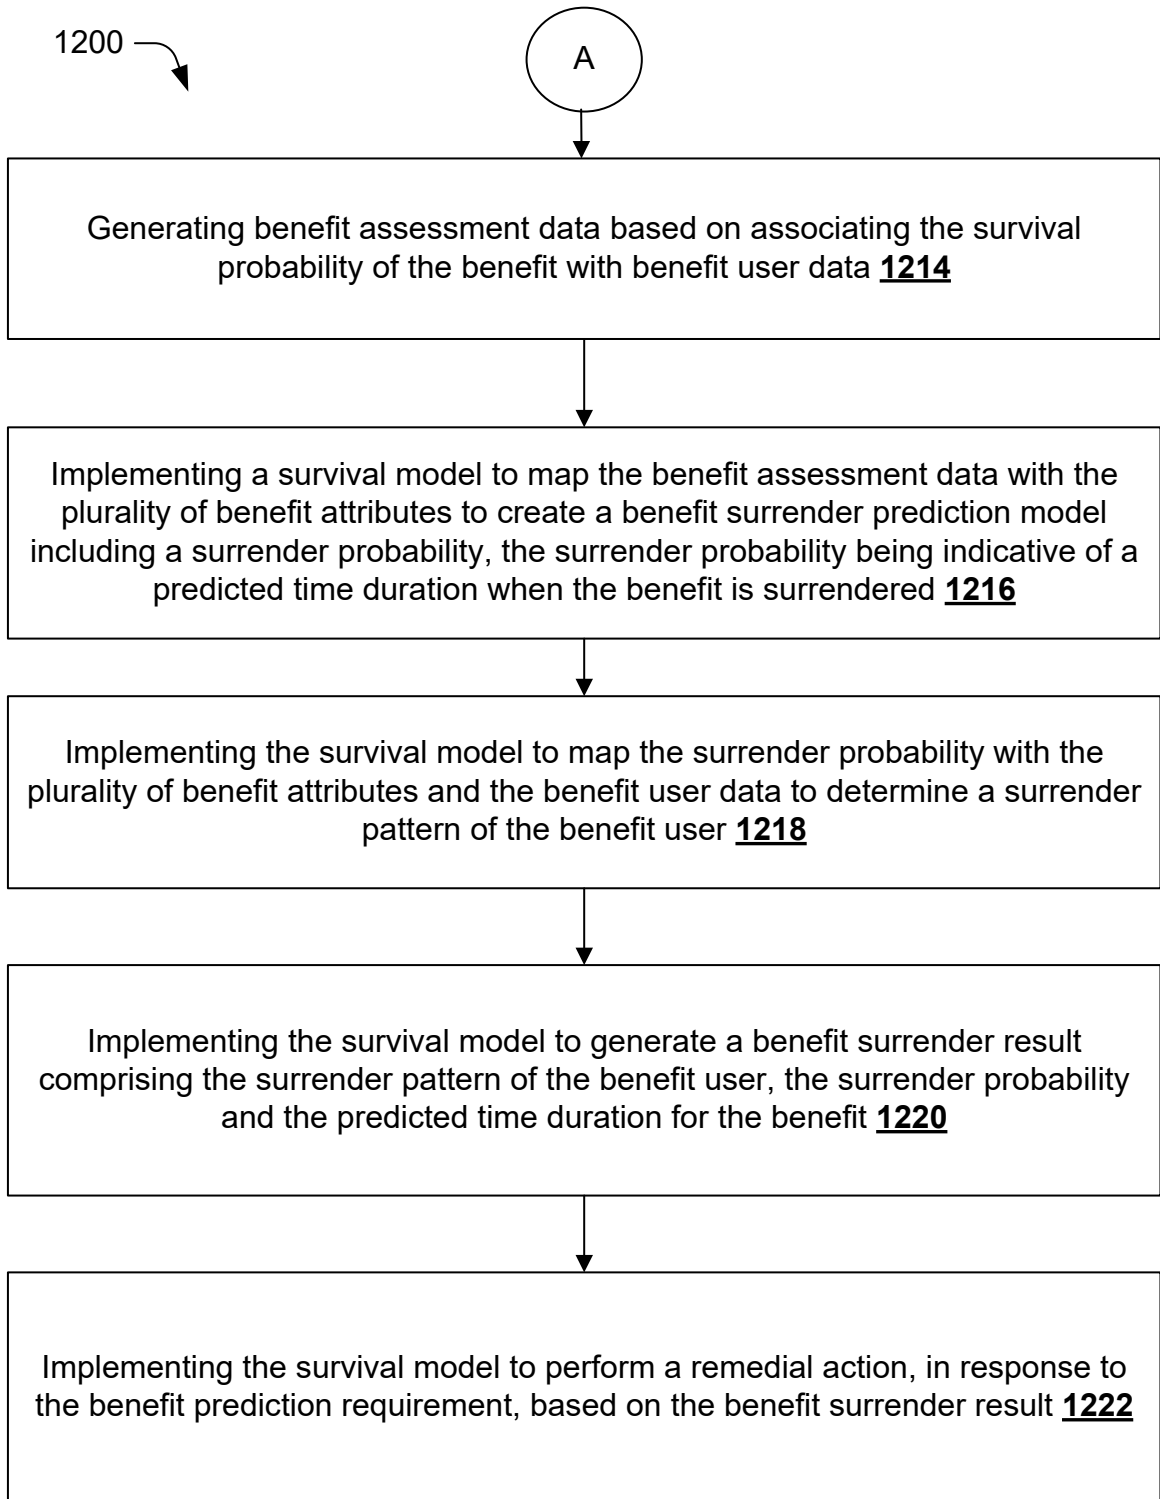 1200
A
Generating benefit assessment data based on associating the survival
probability of the benefit with benefit user data 1214
Implementing a survival model to map the benefit assessment data with the
plurality of benefit attributes to create a benefit surrender prediction model
including a surrender probability, the surrender probability being indicative of a
predicted time duration when the benefit is surrendered 1216
Implementing the survival model to map the surrender probability with the
plurality of benefit attributes and the benefit user data to determine a surrender
pattern of the benefit user 1218
Implementing the survival model to generate a benefit surrender result
comprising the surrender pattern of the benefit user, the surrender probability
and the predicted time duration for the benefit 1220
Implementing the survival model to perform a remedial action, in response to
the benefit prediction requirement, based on the benefit surrender result 1222